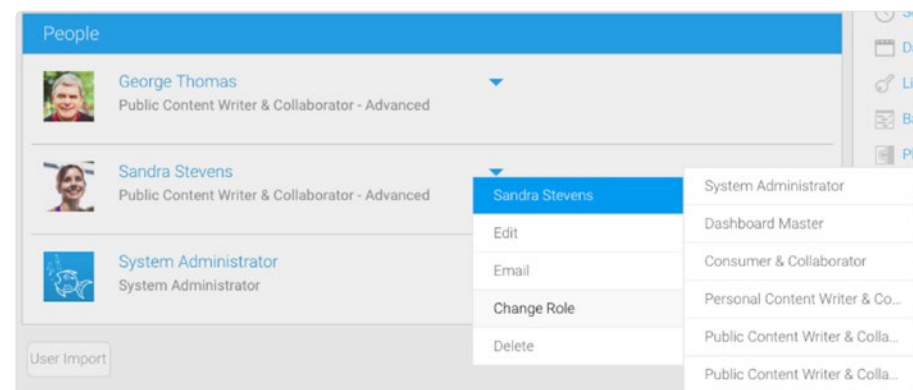 People
George Thomas
Public Content Writer & Collaborator - Advanced
Sandra Stevens
Public Content Writer & Collaborator - Advanced
System Administrator
System Administrator
User Import
Sandra Stevens
Edit
Email
Change Role
Delete
System Administrator
Dashboard Master
Consumer & Collaborator
Personal Content Writer & Co...
Public Content Writer & Colla...
Public Content Writer & Colla...